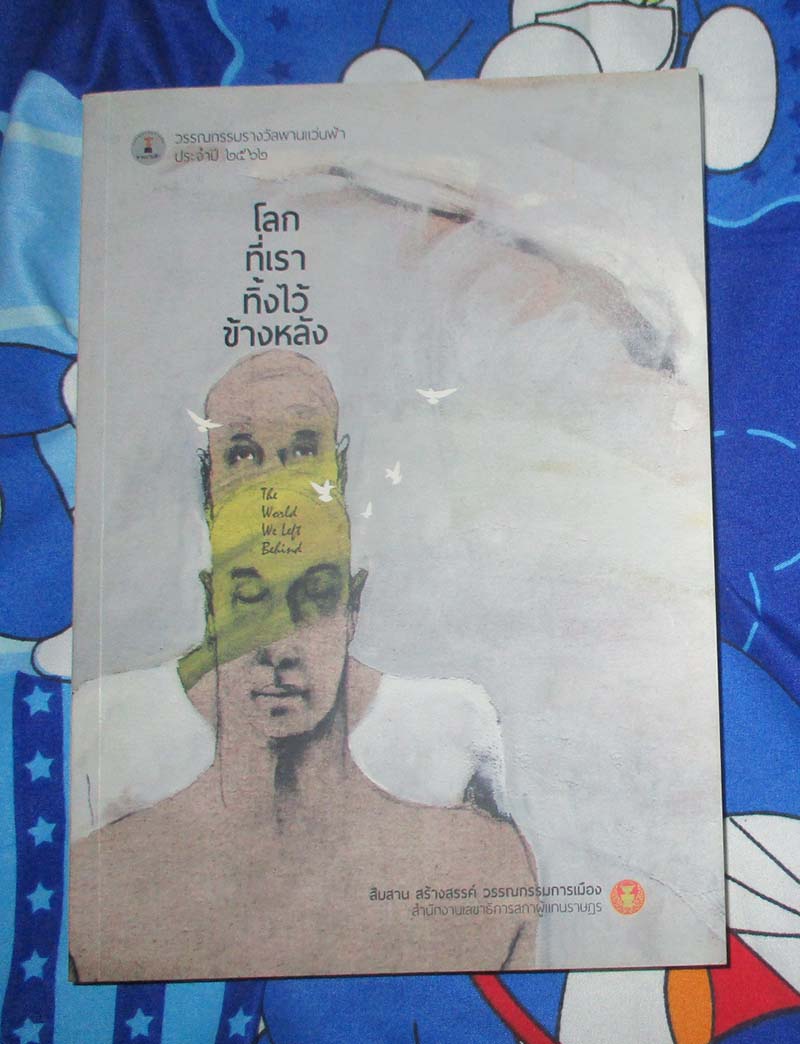 วรรณกรรมรางวัลพานแว่นฟ้า
ประจำปี ๒๕๖๒
โลก
ที่เรา
ทิ้งไว้
ข้างหลัง
The
World
We Left
Behind
สืบสาน สร้างสรรค์ วรรณกรรมการเมือง
สำนักงานเลขาธิการสภาผู้แทนราษฎร